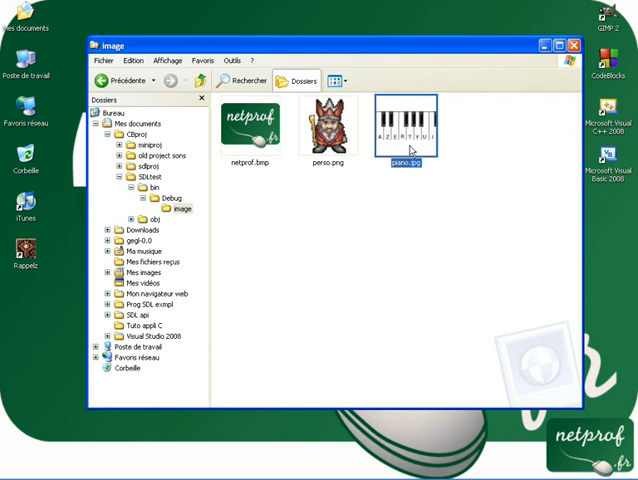 es documents
Poste de travail
Favoris réseau
Corbeille
iTunes
Rappelz
image
Fichier Edition Affichage Favoris Outils ?
Précédente Rechercher Dossiers
Dossiers
Bureau
Mes documents
CBproj
miniproj
old project sons
sdlproj
SDLtest
bin
Debug
image
obj
Downloads
gegl-0.0
Ma musique
Mes fichiers reçus
Mes images
Mes vidéos
Mon navigateur web
Prog SDL exmpl
SDL api
Tuto appli C
Visual Studio 2008
Poste de travail
Favoris réseau
Corbeille
netprof
.fr
netprof.bmp
perso.png
A Z E R T Y U I
piano.jpg
GIMP 2
CodeBlocks
Microsoft Visual
C++ 2008
Microsoft Visual
Basic 2008
netprof
.fr